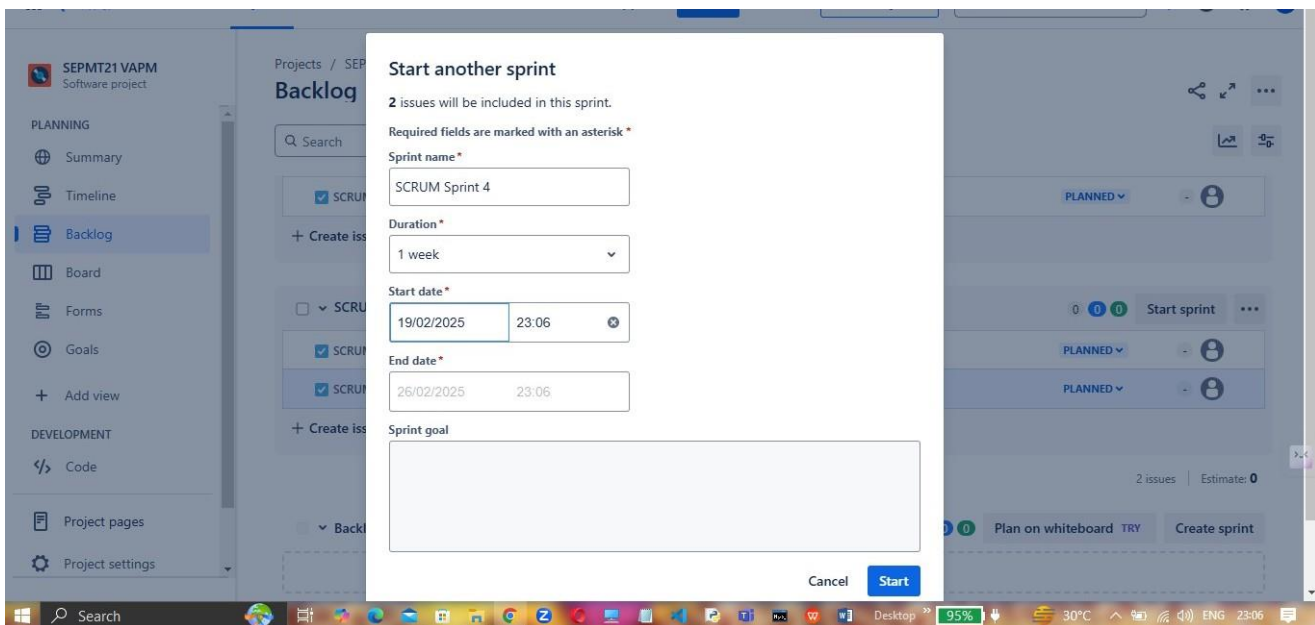 SEPMT21 VAPM
Software project
PLANNING
Summary
Timeline
Backlog
Board
Forms
Goals
+ Add view
DEVELOPMENT
Code
Project pages
Project settings
Projects / SEP
Backlog
Search
SCRUM
PLANNED
-
+ Create iss
SCRU
0 0 0
Start sprint
SCRUM
PLANNED
-
SCRUM
PLANNED
-
+ Create iss
2 issues | Estimate: 0
Backl
0
Plan on whiteboard TRY
Create sprint
Start another sprint
2 issues will be included in this sprint.
Required fields are marked with an asterisk *
Sprint name *
SCRUM Sprint 4
Duration *
1 week
Start date *
19/02/2025 23:06
End date *
26/02/2025 23:06
Sprint goal
Cancel
Start
Search
Desktop
95%
30°C
ENG
23:06